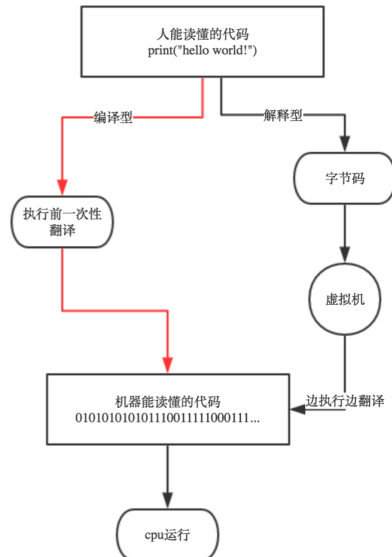 人能读懂的代码
print("hello world!")
编译型
解释型
执行前一次性
翻译
字节码
虚拟机
机器能读懂的代码
0101010101011100111110001​11...
边执行边翻译
cpu运行